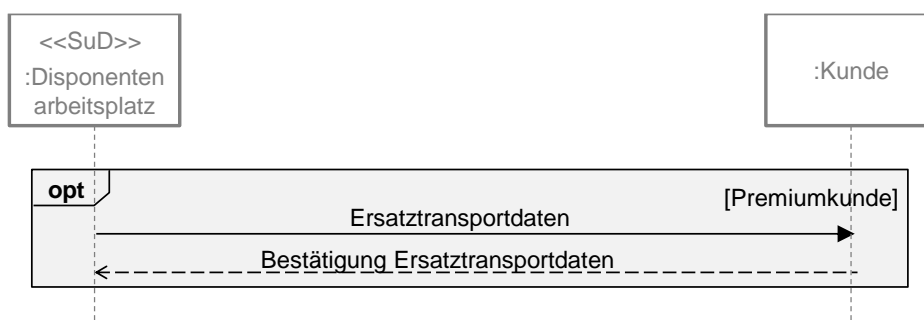 <<SuD>>
:Disponenten
arbeitsplatz
:Kunde
opt
[Premiumkunde]
Ersatztransportdaten
Bestätigung Ersatztransportdaten